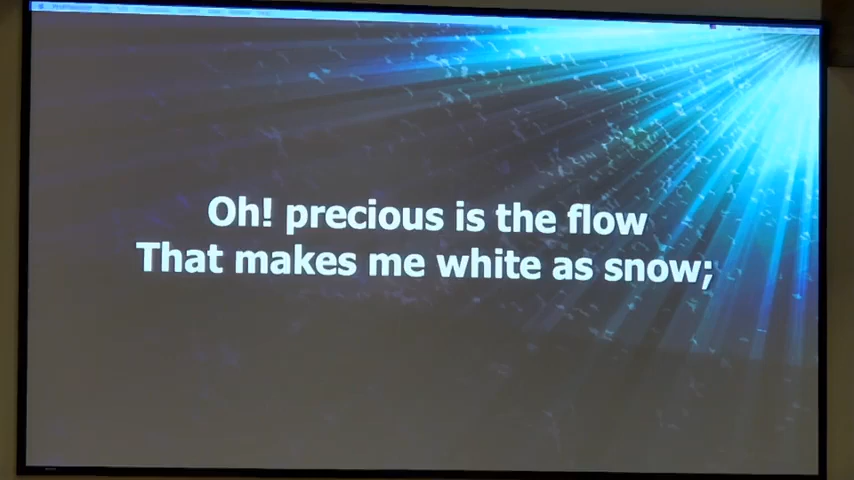 Oh! precious is the flow
That makes me white as snow;